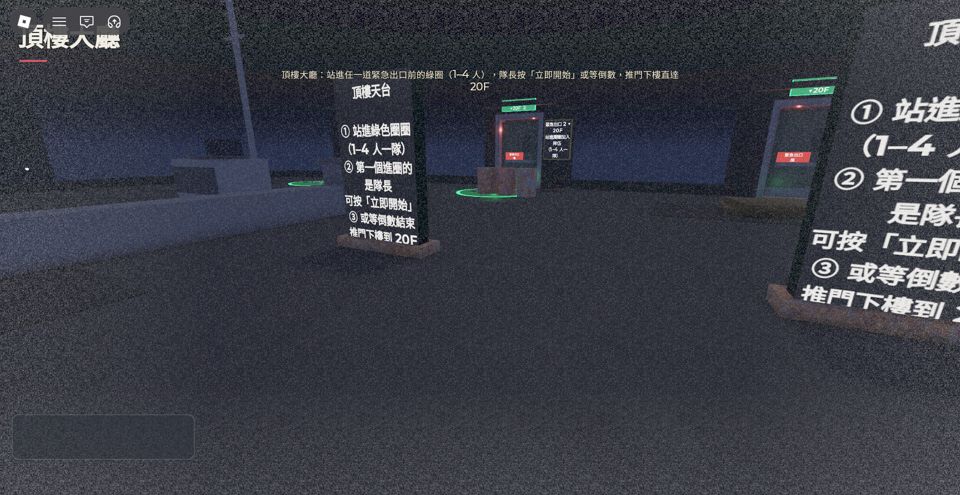 頂樓大廳
頂樓大廳：站進任一道緊急出口前的綠圈（1–4 人），隊長按「立即開始」或等倒數，推門下樓直達
20F
頂樓天台
① 站進綠色圈圈
（1–4 人一隊）
② 第一個進圈的
是隊長
可按「立即開始」
③ 或等倒數結束
推門下樓到 20F
緊急出口 2
20F
+20F
頂
① 站進
（1–4 人
② 第一個
是隊
可按「立即
③ 或等倒數
推門下樓到